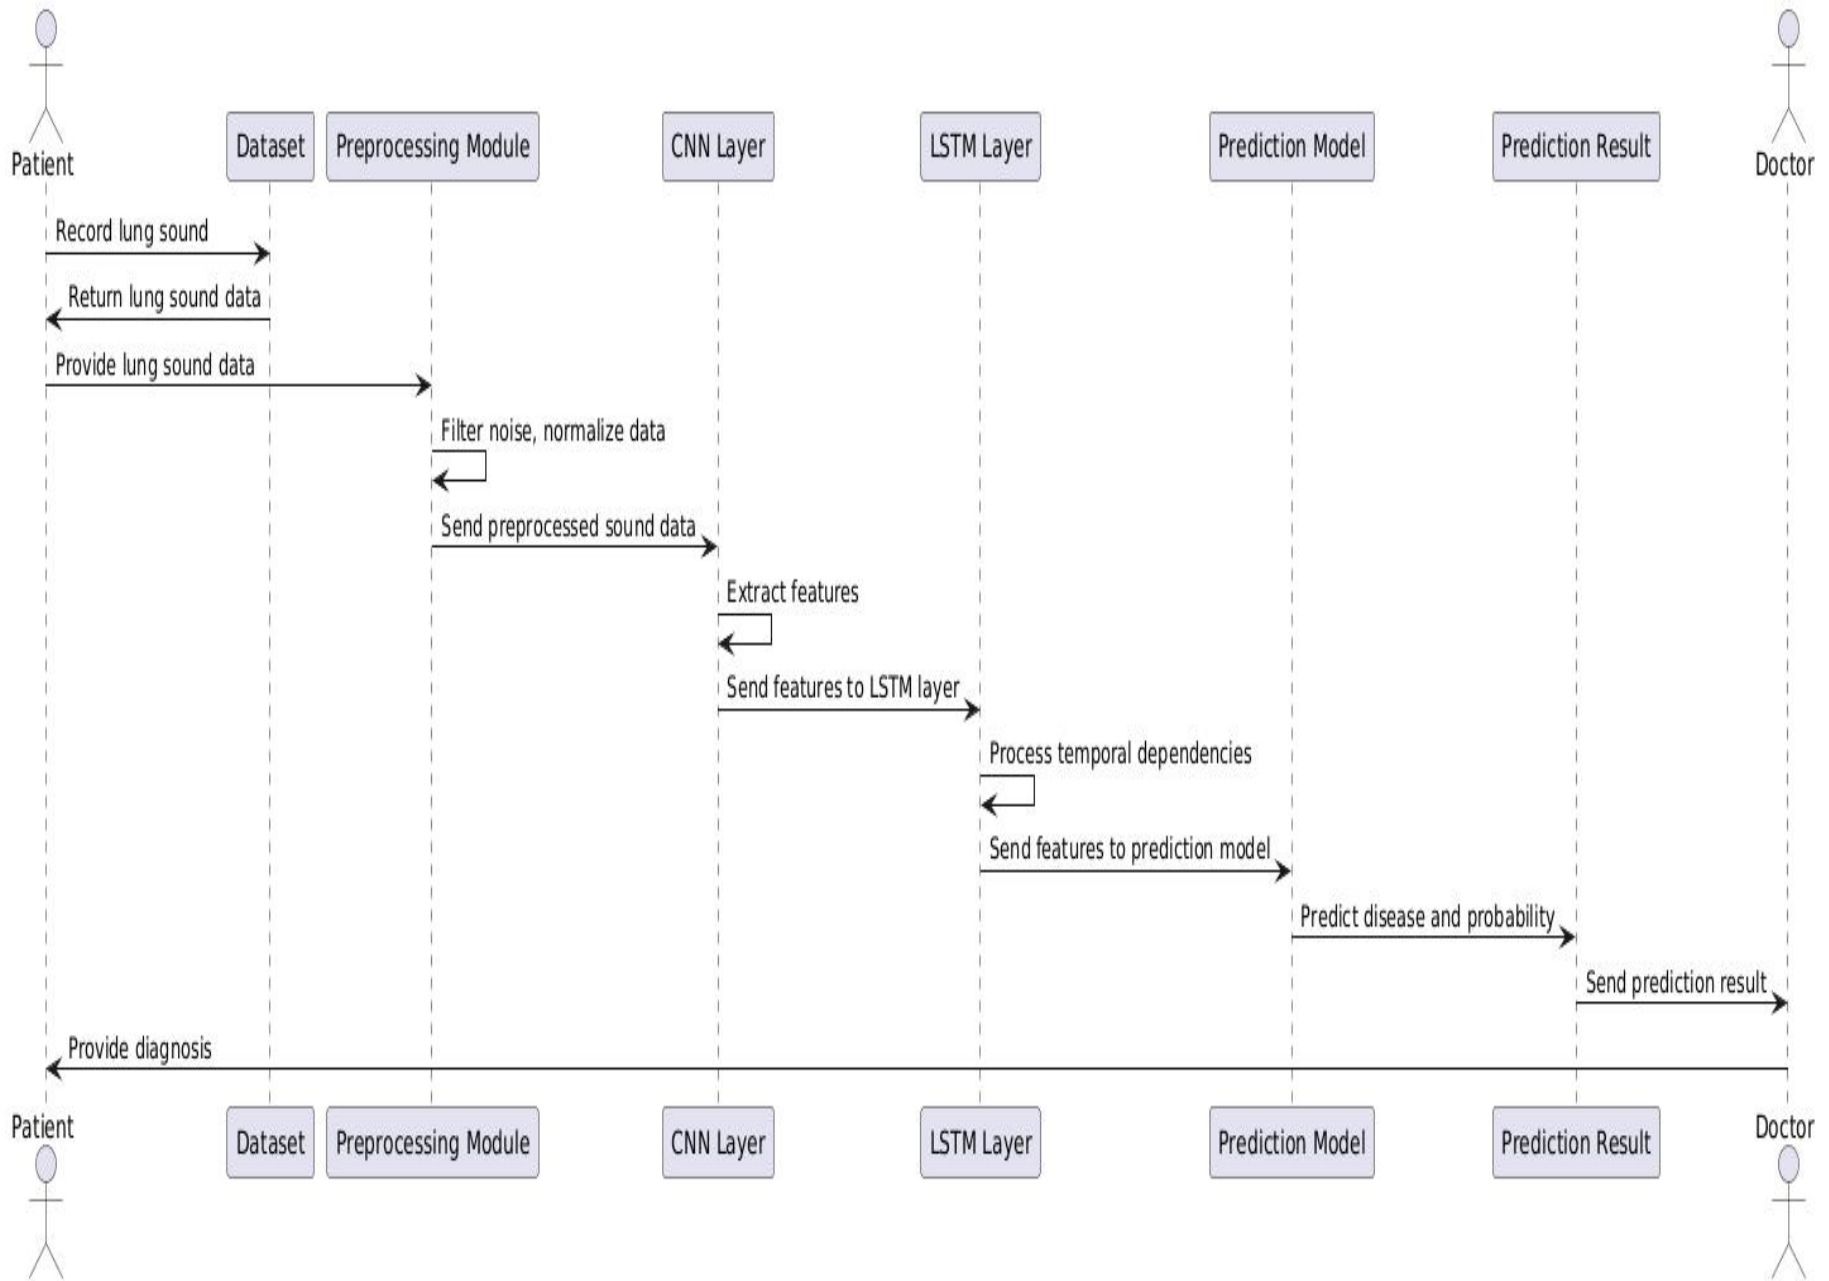 Patient
Dataset
Preprocessing Module
CNN Layer
LSTM Layer
Prediction Model
Prediction Result
Doctor
Record lung sound
Return lung sound data
Provide lung sound data
Filter noise, normalize data
Send preprocessed sound data
Extract features
Send features to LSTM layer
Process temporal dependencies
Send features to prediction model
Predict disease and probability
Send prediction result
Provide diagnosis
Patient
Dataset
Preprocessing Module
CNN Layer
LSTM Layer
Prediction Model
Prediction Result
Doctor